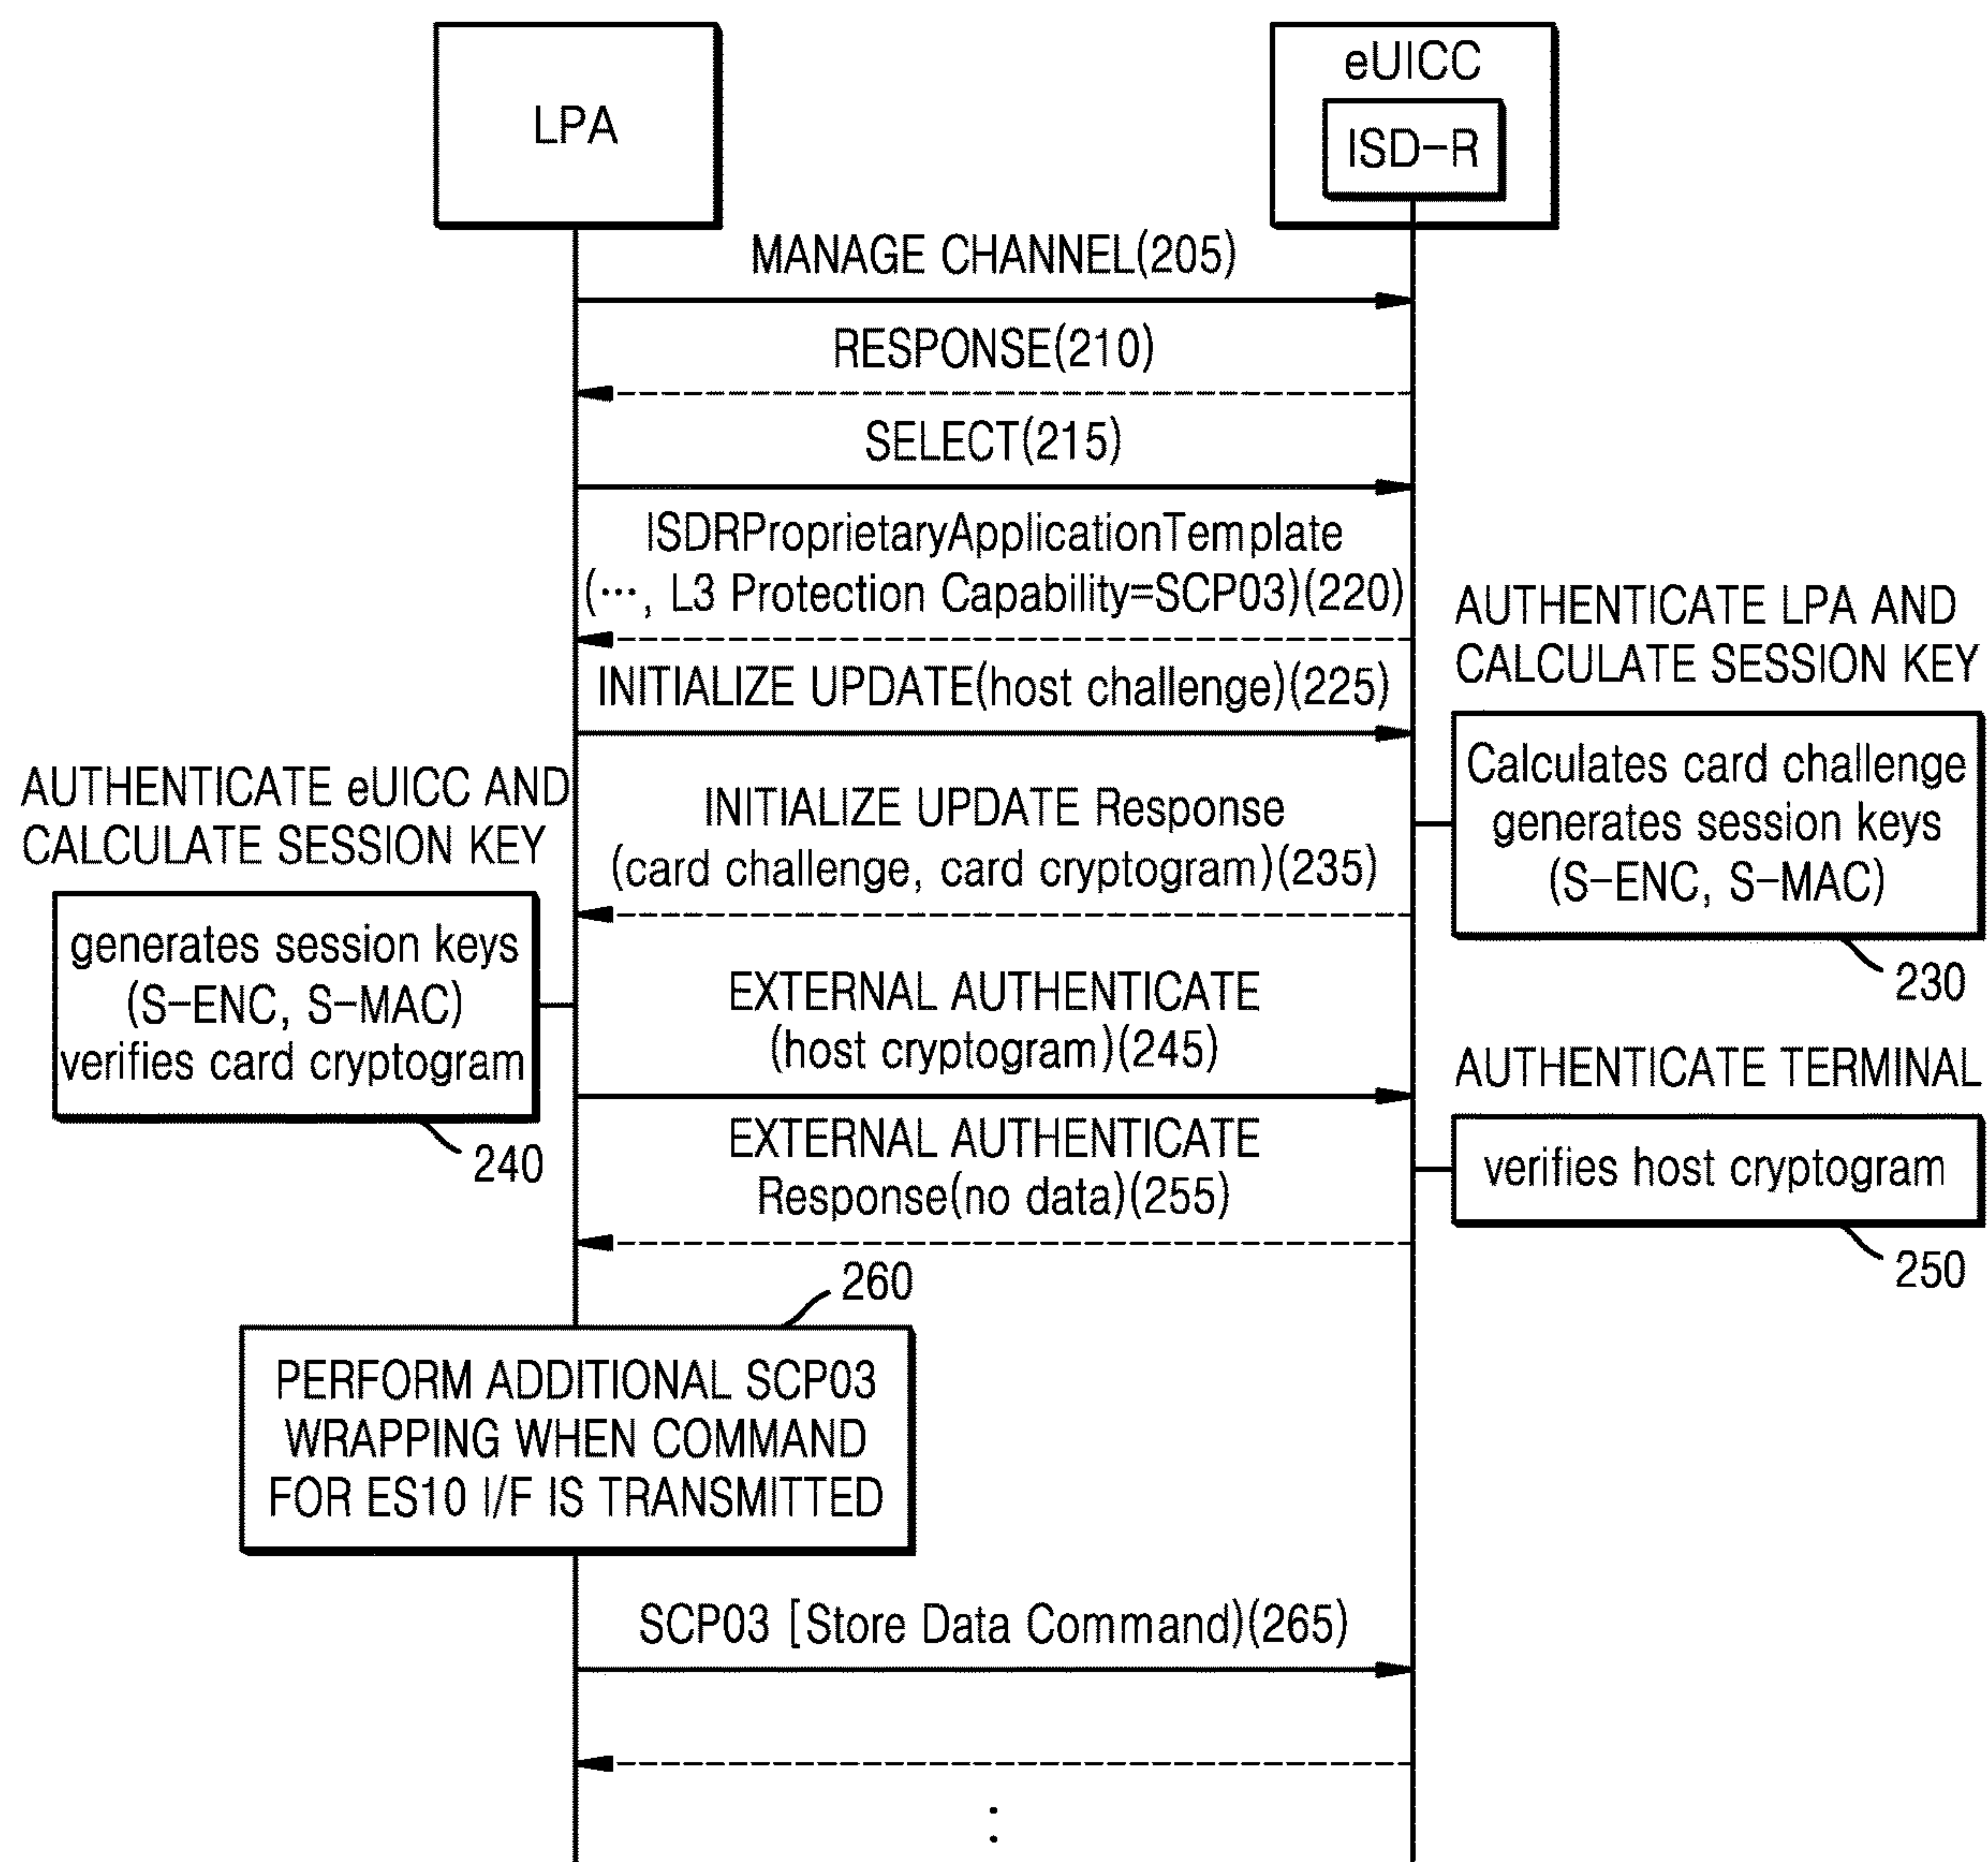 LPA
eUICC
ISD-R
MANAGE CHANNEL(205)
RESPONSE(210)
SELECT(215)
ISDRProprietaryApplicationTemplate
(···, L3 Protection Capability=SCP03)(220)
AUTHENTICATE LPA AND
CALCULATE SESSION KEY
INITIALIZE UPDATE(host challenge)(225)
Calculates card challenge
generates session keys
(S-ENC, S-MAC)
230
AUTHENTICATE eUICC AND
CALCULATE SESSION KEY
INITIALIZE UPDATE Response
(card challenge, card cryptogram)(235)
generates session keys
(S-ENC, S-MAC)
verifies card cryptogram
240
EXTERNAL AUTHENTICATE
(host cryptogram)(245)
AUTHENTICATE TERMINAL
verifies host cryptogram
250
EXTERNAL AUTHENTICATE
Response(no data)(255)
260
PERFORM ADDITIONAL SCP03
WRAPPING WHEN COMMAND
FOR ES10 I/F IS TRANSMITTED
SCP03 [Store Data Command)(265)
: